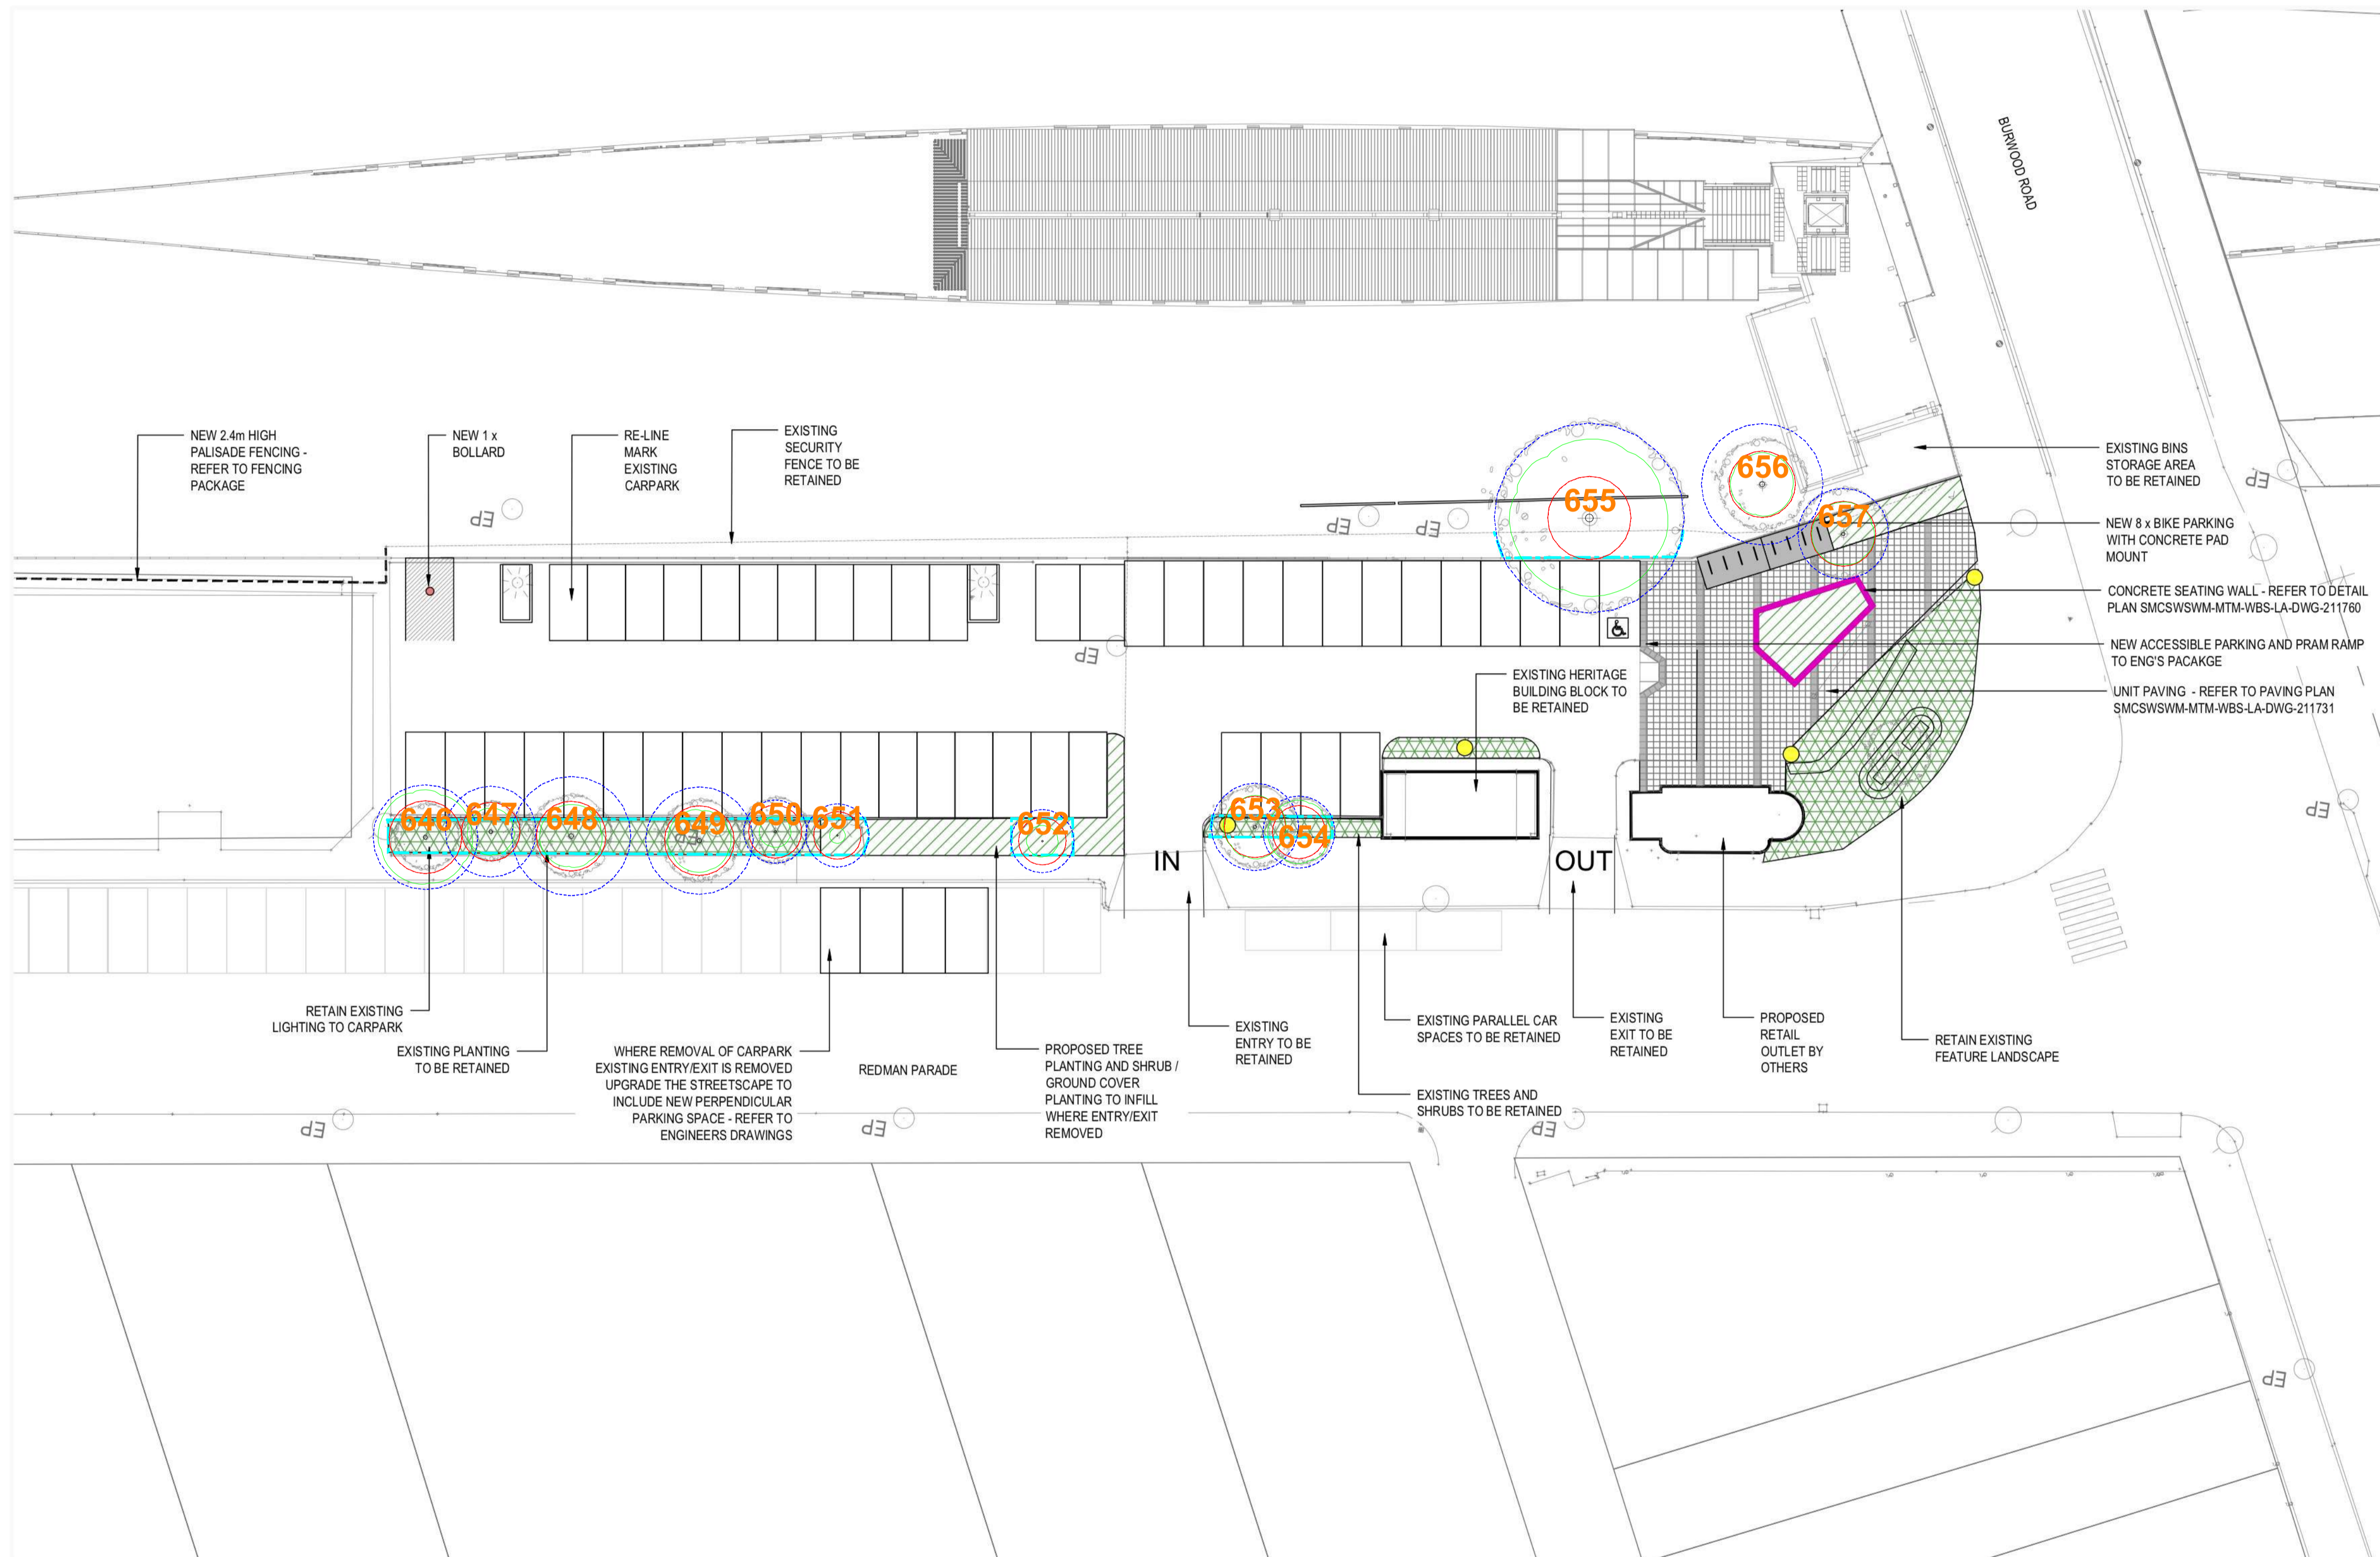 BURWOOD ROAD
NEW 2.4m HIGH
PALISADE FENCING -
REFER TO FENCING
PACKAGE
NEW 1 x
BOLLARD
RE-LINE
MARK
EXISTING
CARPARK
EXISTING
SECURITY
FENCE TO BE
RETAINED
EXISTING BINS
STORAGE AREA
TO BE RETAINED
656
655
657
EP
EP
EP
EP
NEW 8 x BIKE PARKING
WITH CONCRETE PAD
MOUNT
CONCRETE SEATING WALL - REFER TO DETAIL
PLAN SMCSWSWM-MTM-WBS-LA-DWG-211760
NEW ACCESSIBLE PARKING AND PRAM RAMP
TO ENG'S PACAKGE
EP
EXISTING HERITAGE
BUILDING BLOCK TO
BE RETAINED
UNIT PAVING - REFER TO PAVING PLAN
SMCSWSWM-MTM-WBS-LA-DWG-211731
646
647
648
649
650
651
652
653
654
EP
EP
IN
OUT
RETAIN EXISTING
LIGHTING TO CARPARK
EXISTING PLANTING
TO BE RETAINED
WHERE REMOVAL OF CARPARK
EXISTING ENTRY/EXIT IS REMOVED
UPGRADE THE STREETSCAPE TO
INCLUDE NEW PERPENDICULAR
PARKING SPACE - REFER TO
ENGINEERS DRAWINGS
REDMAN PARADE
PROPOSED TREE
PLANTING AND SHRUB /
GROUND COVER
PLANTING TO INFILL
WHERE ENTRY/EXIT
REMOVED
EXISTING
ENTRY TO BE
RETAINED
EXISTING PARALLEL CAR
SPACES TO BE RETAINED
EXISTING TREES AND
SHRUBS TO BE RETAINED
EXISTING
EXIT TO BE
RETAINED
PROPOSED
RETAIL
OUTLET BY
OTHERS
RETAIN EXISTING
FEATURE LANDSCAPE
EP
EP
EP
EP